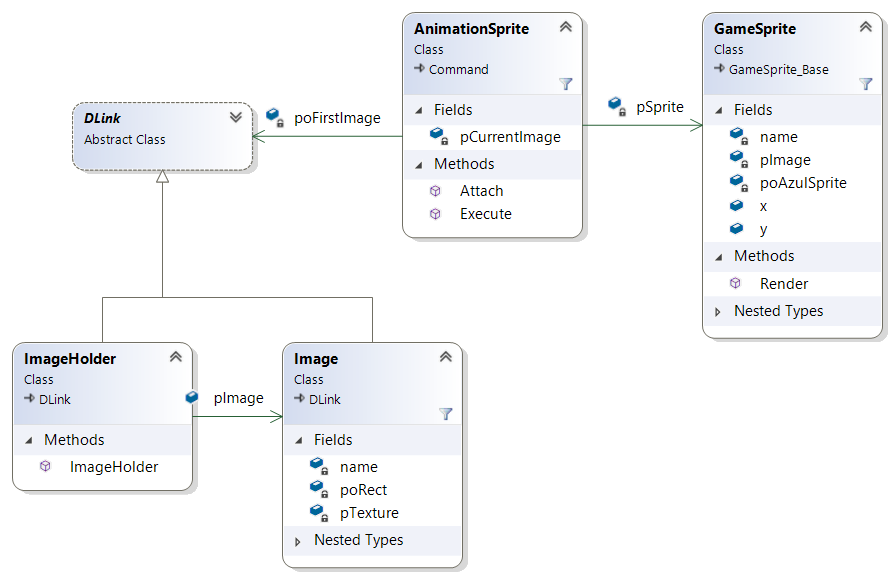 AnimationSprite
Class
Command
Fields
pCurrentImage
Methods
Attach
Execute
GameSprite
Class
GameSprite_Base
Fields
name
pImage
poAzulSprite
x
y
Methods
Render
Nested Types
DLink
Abstract Class
poFirstImage
pSprite
ImageHolder
Class
DLink
Methods
ImageHolder
pImage
Image
Class
DLink
Fields
name
poRect
pTexture
Nested Types